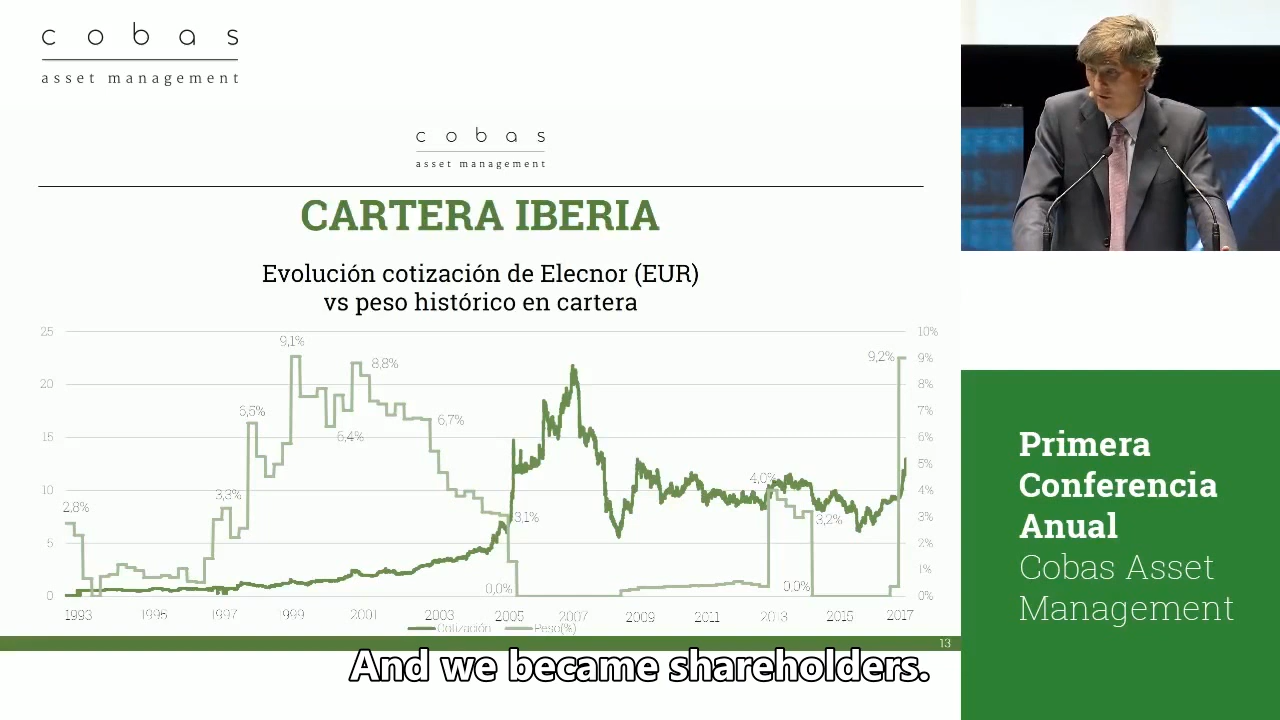 cobas
asset management
cobas
asset management
CARTERA IBERIA
Evolución cotización de Elecnor (EUR)
vs peso histórico en cartera
25
20
15
10
5
0
10%
9%
8%
7%
6%
5%
4%
3%
2%
1%
0%
2,8%
3,3%
6,5%
9,1%
6,4%
8,8%
6,7%
3,1%
0,0%
4,0%
0,0%
3,2%
9,2%
1993 1995 1997 1999 2001 2003 2005 2007 2009 2011 2013 2015 2017
Cotización Peso(%)
13
Primera
Conferencia
Anual
Cobas Asset
Management
And we became shareholders.